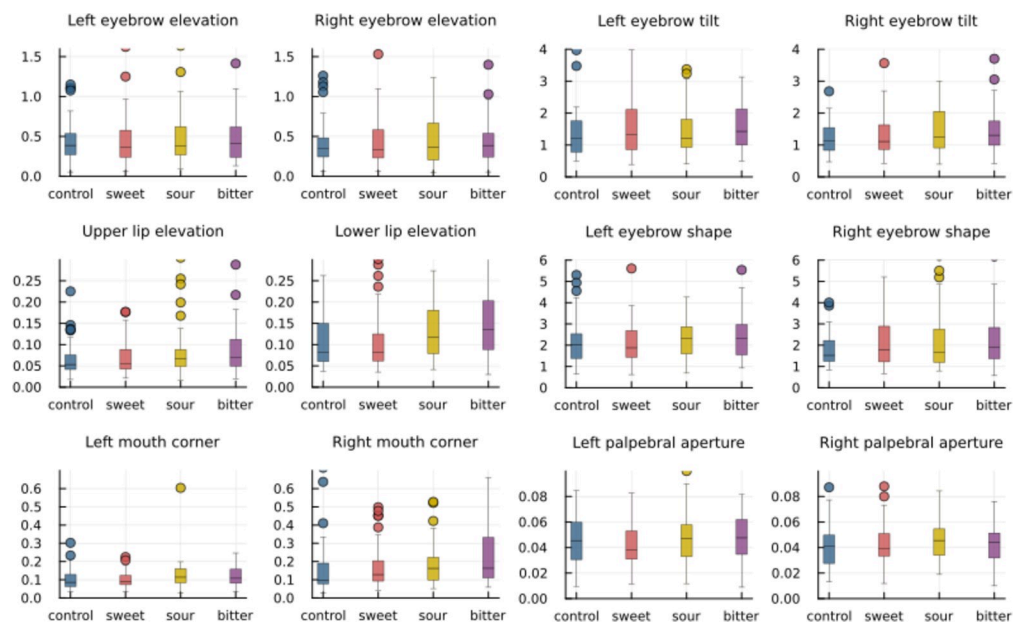 Left eyebrow elevation
1.5
1.0
0.5
0.0
control sweet sour bitter
Right eyebrow elevation
1.5
1.0
0.5
0.0
control sweet sour bitter
Left eyebrow tilt
4
3
2
1
0
control sweet sour bitter
Right eyebrow tilt
4
3
2
1
0
control sweet sour bitter
Upper lip elevation
0.25
0.20
0.15
0.10
0.05
0.00
control sweet sour bitter
Lower lip elevation
0.25
0.20
0.15
0.10
0.05
0.00
control sweet sour bitter
Left eyebrow shape
6
5
4
3
2
1
0
control sweet sour bitter
Right eyebrow shape
6
5
4
3
2
1
0
control sweet sour bitter
Left mouth corner
0.6
0.5
0.4
0.3
0.2
0.1
0.0
control sweet sour bitter
Right mouth corner
0.6
0.5
0.4
0.3
0.2
0.1
0.0
control sweet sour bitter
Left palpebral aperture
0.08
0.06
0.04
0.02
0.00
control sweet sour bitter
Right palpebral aperture
0.08
0.06
0.04
0.02
0.00
control sweet sour bitter